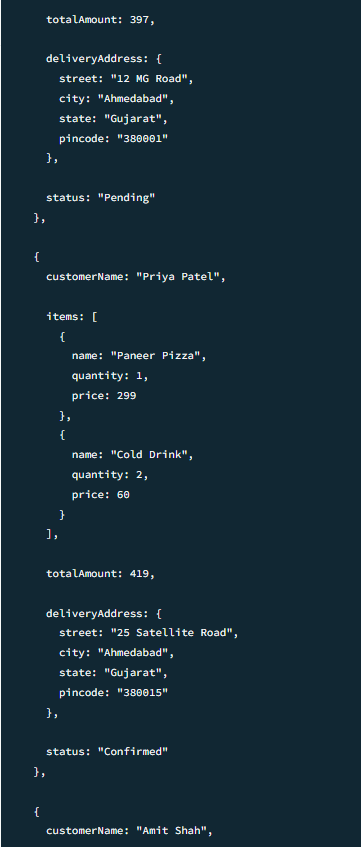 totalAmount: 397,
deliveryAddress: {
street: "12 MG Road",
city: "Ahmedabad",
state: "Gujarat",
pincode: "380001"
},
status: "Pending"
},
{
customerName: "Priya Patel",
items: [
{
name: "Paneer Pizza",
quantity: 1,
price: 299
},
{
name: "Cold Drink",
quantity: 2,
price: 60
}
],
totalAmount: 419,
deliveryAddress: {
street: "25 Satellite Road",
city: "Ahmedabad",
state: "Gujarat",
pincode: "380015"
},
status: "Confirmed"
},
{
customerName: "Amit Shah",